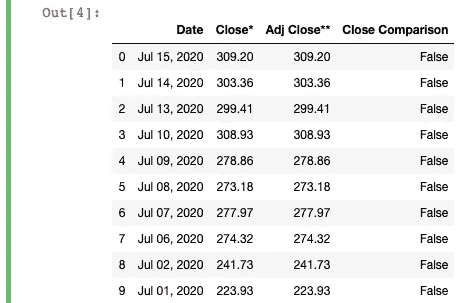 Out[4]:
Date Close* Adj Close** Close Comparison
0 Jul 15, 2020 309.20 309.20 False
1 Jul 14, 2020 303.36 303.36 False
2 Jul 13, 2020 299.41 299.41 False
3 Jul 10, 2020 308.93 308.93 False
4 Jul 09, 2020 278.86 278.86 False
5 Jul 08, 2020 273.18 273.18 False
6 Jul 07, 2020 277.97 277.97 False
7 Jul 06, 2020 274.32 274.32 False
8 Jul 02, 2020 241.73 241.73 False
9 Jul 01, 2020 223.93 223.93 False